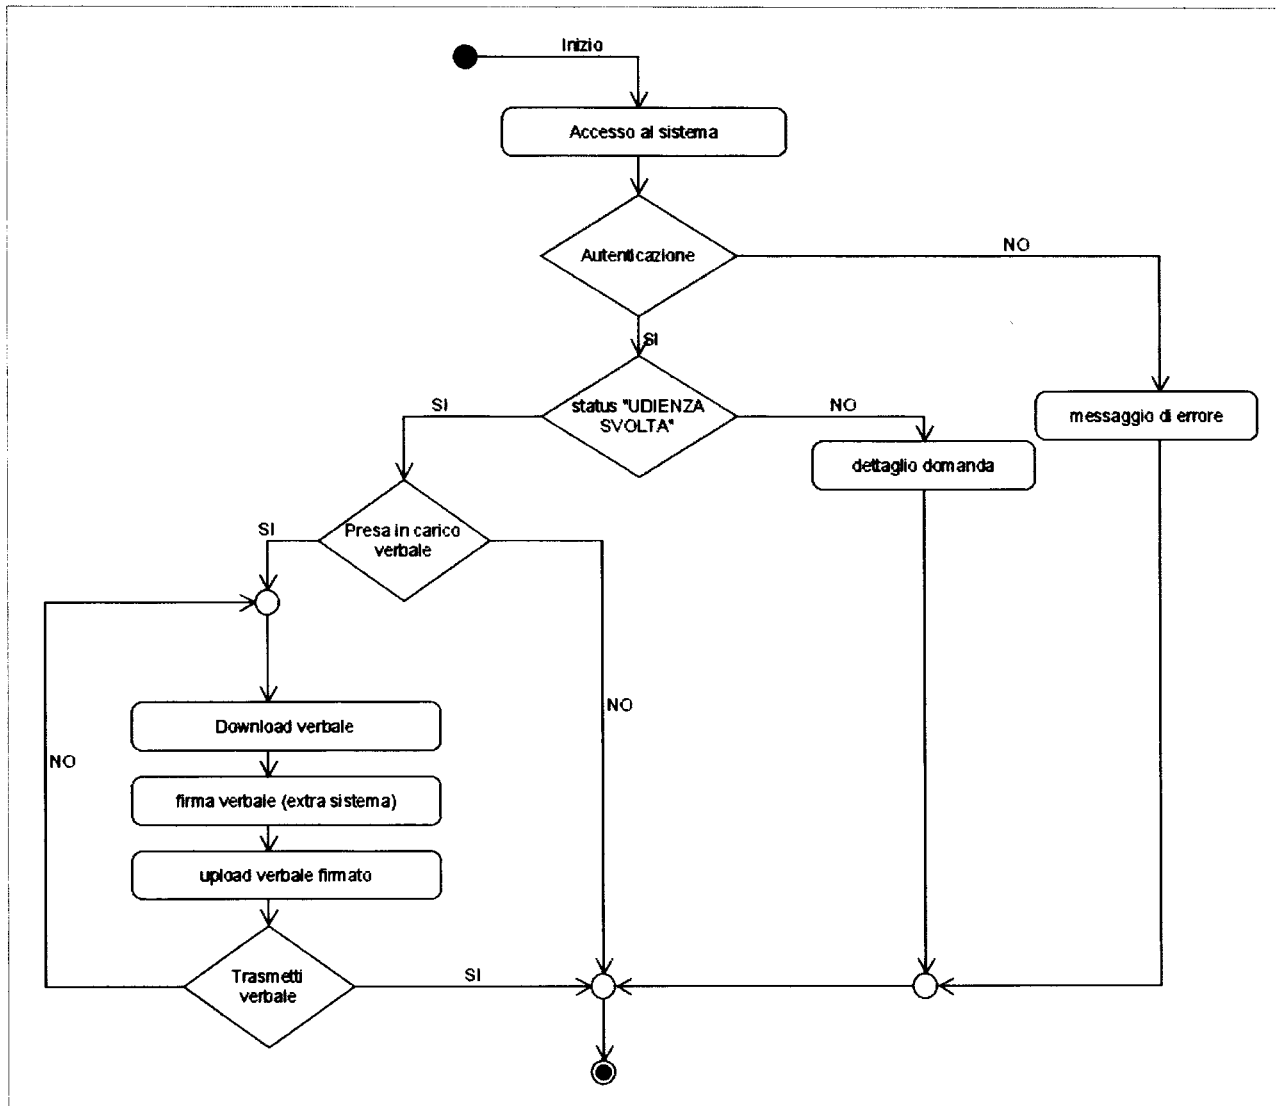 Inizio
Accesso al sistema
Autenticazione
NO
SI
status "UDIENZA
SVOLTA"
SI
NO
messaggio di errore
dettaglio domanda
Presa in carico
verbale
SI
NO
Download verbale
NO
firma verbale (extra sistema)
upload verbale firmato
Trasmetti
verbale
SI